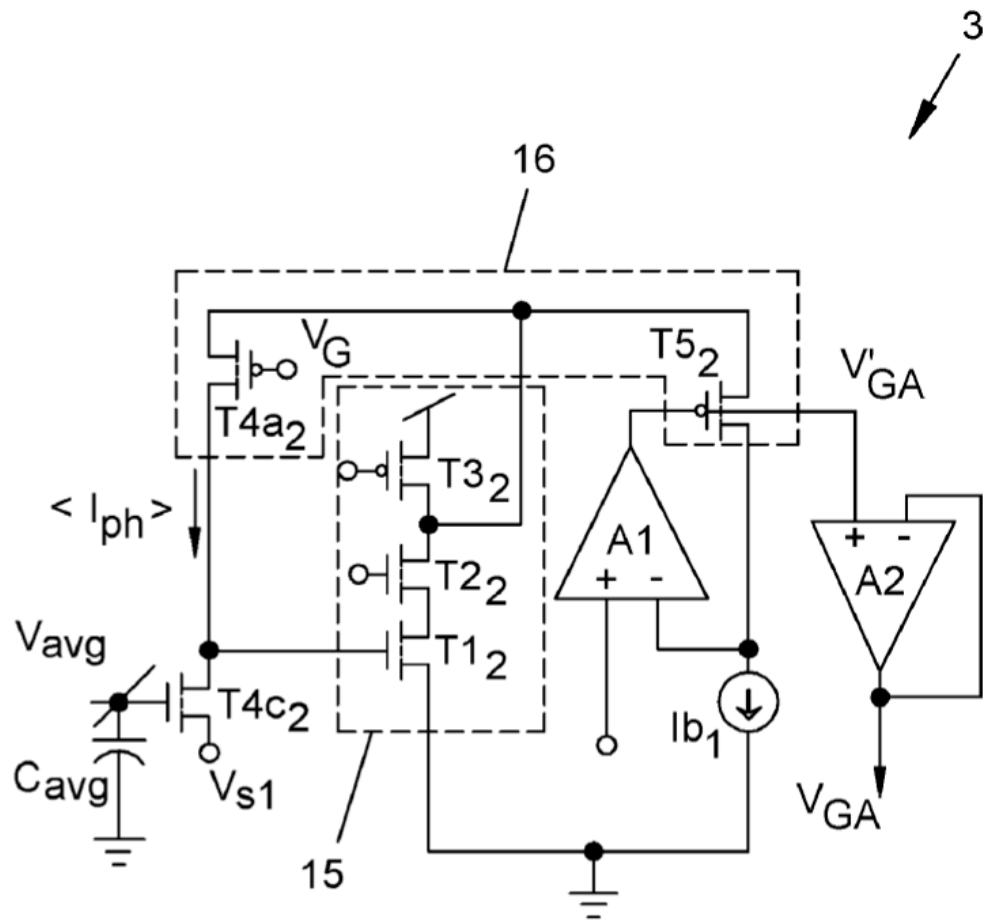 3
16
VG
T52
V'GA
T4a2
T32
< Iph >
A1
+ -
+ -
A2
T22
Vavg
T12
T4c2
Ib1
Cavg
Vs1
VGA
15